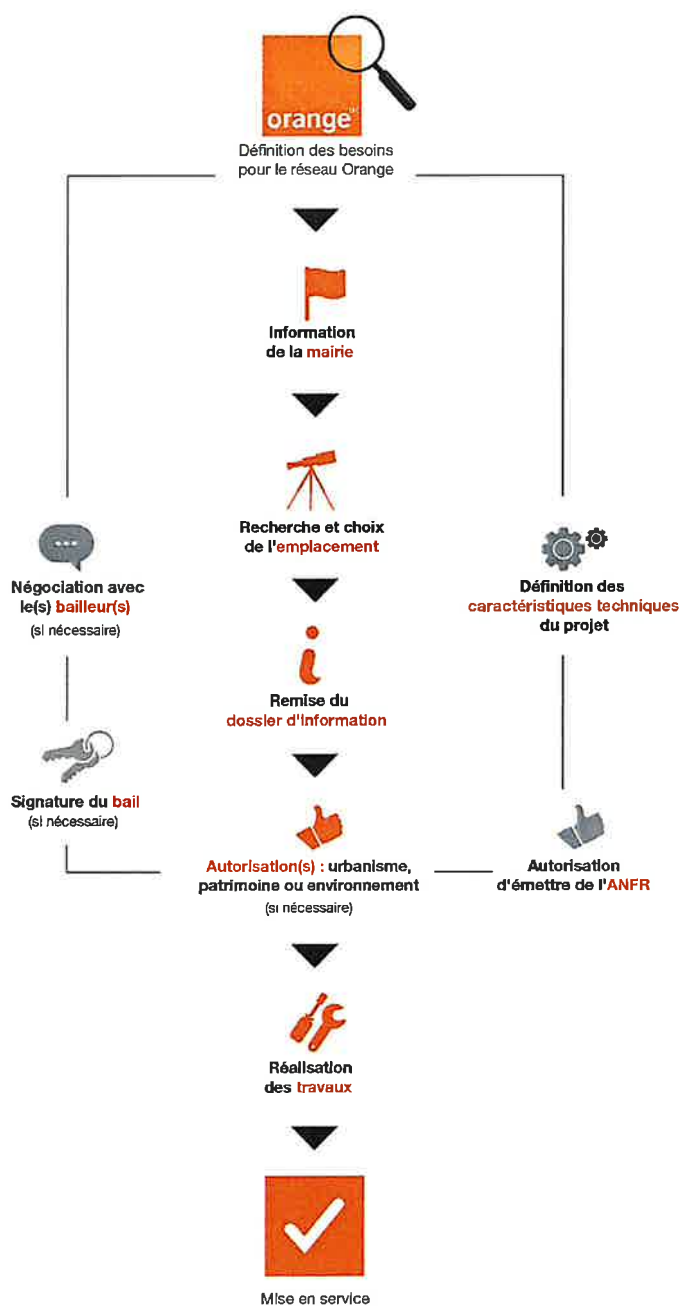 orange
Définition des besoins
pour le réseau Orange
Information
de la mairie
Recherche et choix
de l'emplacement
Négociation avec
le(s) bailleur(s)
(si nécessaire)
Définition des
caractéristiques techniques
du projet
Remise du
dossier d'information
Signature du bail
(si nécessaire)
Autorisation(s) : urbanisme,
patrimoine ou environnement
(si nécessaire)
Autorisation
d'émettre de l'ANFR
Réalisation
des travaux
Mise en service